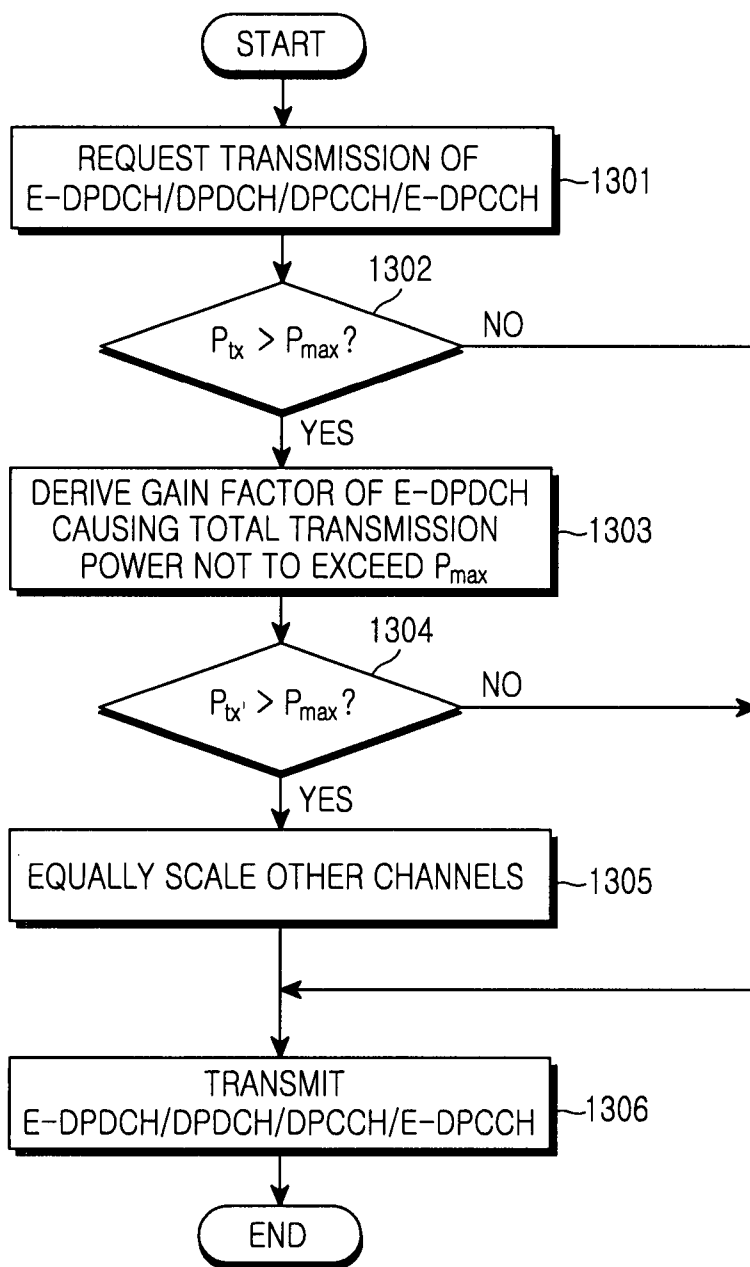 START
REQUEST TRANSMISSION OF
E-DPDCH/DPDCH/DPCCH/E-DPCCH
1301
1302
Ptx > Pmax?
NO
YES
DERIVE GAIN FACTOR OF E-DPDCH
CAUSING TOTAL TRANSMISSION
POWER NOT TO EXCEED Pmax
1303
1304
Ptx' > Pmax?
NO
YES
EQUALLY SCALE OTHER CHANNELS
1305
TRANSMIT
E-DPDCH/DPDCH/DPCCH/E-DPCCH
1306
END